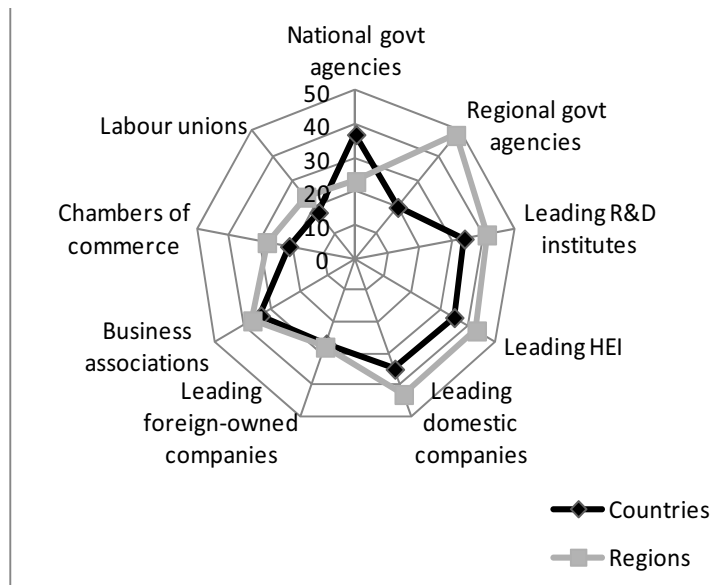 National govt
agencies
Regional govt
agencies
Leading R&D
institutes
Leading HEI
Leading
domestic
companies
Leading
foreign-owned
companies
Business
associations
Chambers of
commerce
Labour unions
50
40
30
20
10
0
Countries
Regions